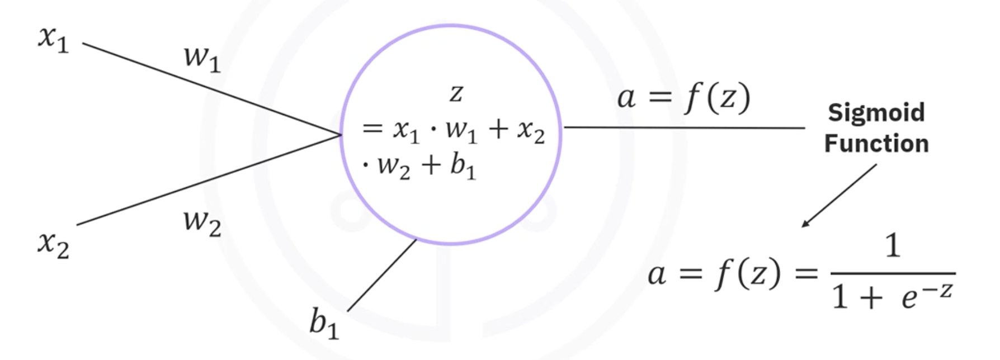 x₁
w₁
z
= x₁ · w₁ + x₂
· w₂ + b₁
w₂
x₂
b₁
a = f(z)
Sigmoid
Function
a = f(z) = 1 / (1 + e⁻ᶻ)